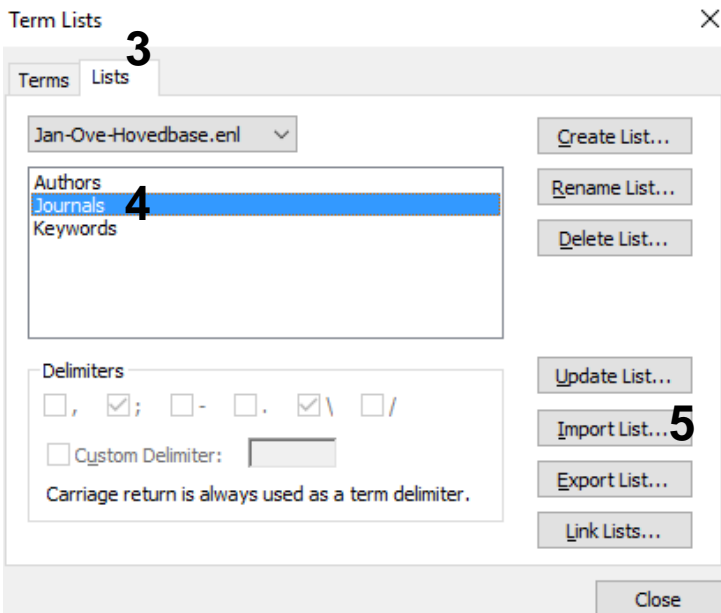 Term Lists
3
Terms Lists
Jan-Ove-Hovedbase.enl
Create List...
Authors
Journals 4
Keywords
Rename List...
Delete List...
Delimiters
, ; - . \ /
Custom Delimiter:
Carriage return is always used as a term delimiter.
Update List...
Import List... 5
Export List...
Link Lists...
Close